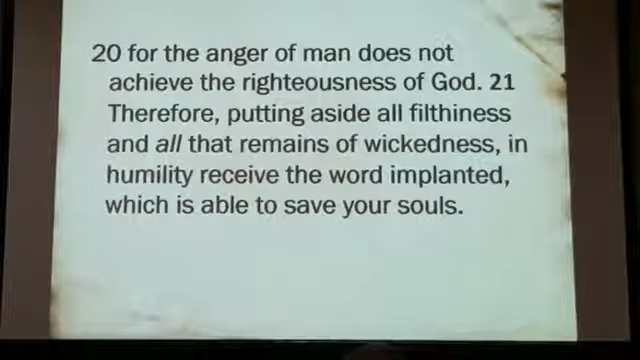 20 for the anger of man does not
achieve the righteousness of God. 21
Therefore, putting aside all filthiness
and all that remains of wickedness, in
humility receive the word implanted,
which is able to save your souls.